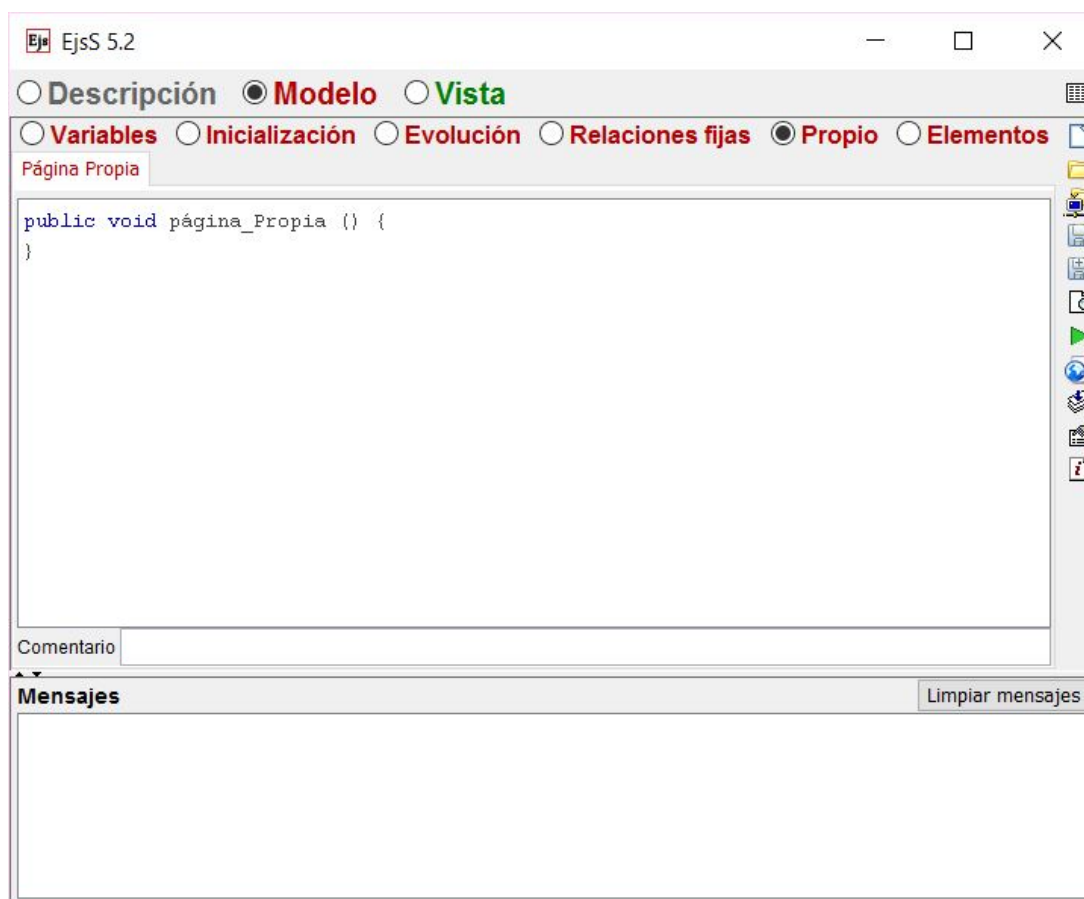 Ejs EjsS 5.2
Descripción Modelo Vista
Variables Inicialización Evolución Relaciones fijas Propio Elementos
Página Propia
public void página_Propia () {
}
Comentario
Mensajes Limpiar mensajes